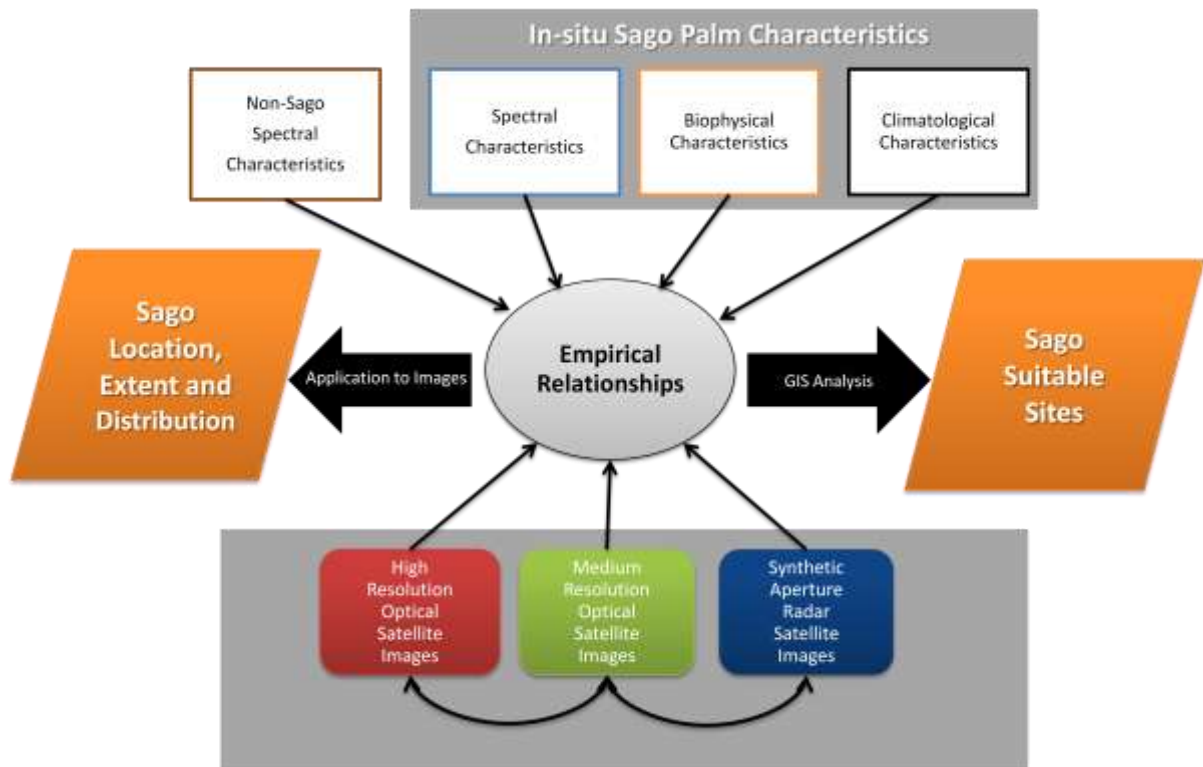 In-situ Sago Palm Characteristics
Non-Sago
Spectral
Characteristics
Spectral
Characteristics
Biophysical
Characteristics
Climatological
Characteristics
Sago
Location,
Extent and
Distribution
Application to Images
Empirical
Relationships
GIS Analysis
Sago
Suitable
Sites
High
Resolution
Optical
Satellite
Images
Medium
Resolution
Optical
Satellite
Images
Synthetic
Aperture
Radar
Satellite
Images